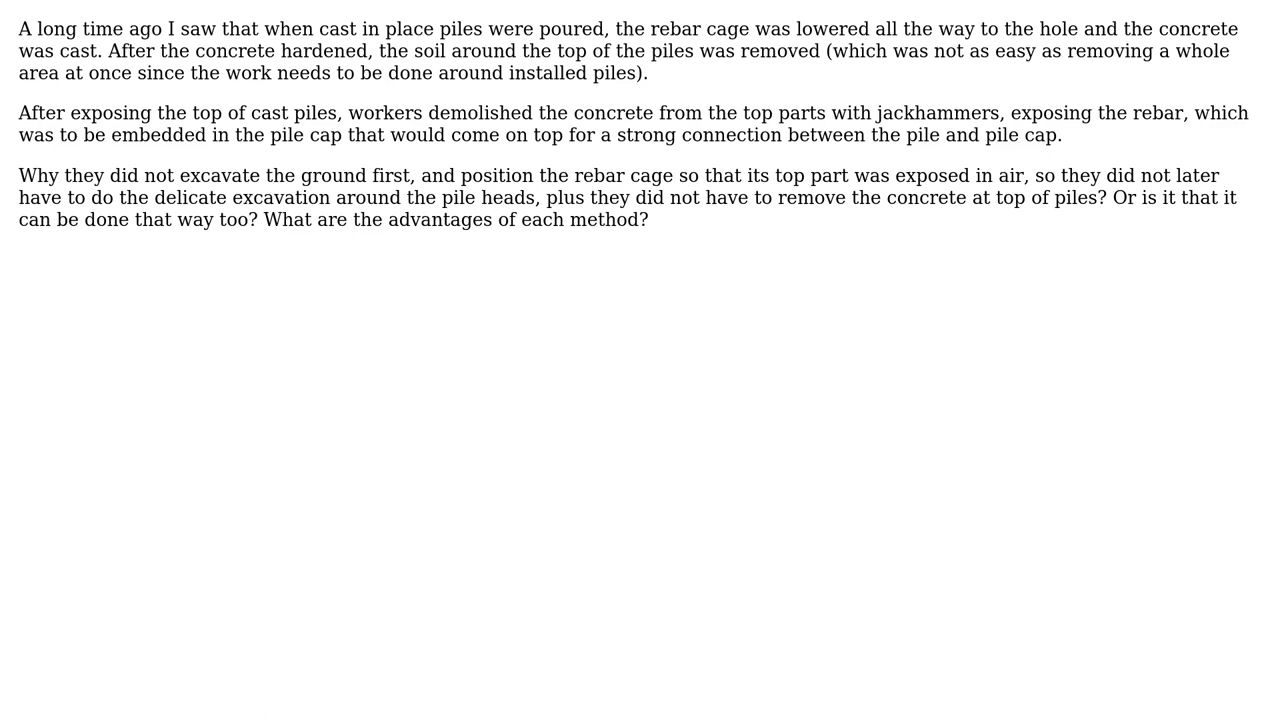 A long time ago I saw that when cast in place piles were poured, the rebar cage was lowered all the way to the hole and the concrete
was cast. After the concrete hardened, the soil around the top of the piles was removed (which was not as easy as removing a whole
area at once since the work needs to be done around installed piles).
After exposing the top of cast piles, workers demolished the concrete from the top parts with jackhammers, exposing the rebar, which
was to be embedded in the pile cap that would come on top for a strong connection between the pile and pile cap.
Why they did not excavate the ground first, and position the rebar cage so that its top part was exposed in air, so they did not later
have to do the delicate excavation around the pile heads, plus they did not have to remove the concrete at top of piles? Or is it that it
can be done that way too? What are the advantages of each method?